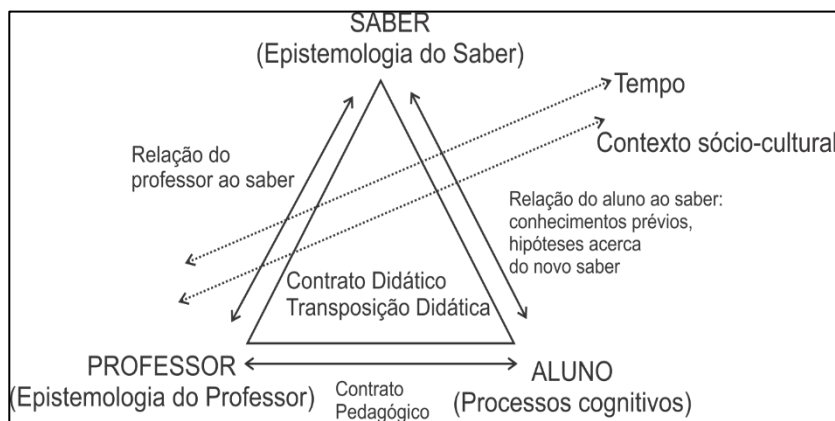 SABER
(Epistemologia do Saber)
Tempo
Contexto sócio-cultural
Relação do
professor ao saber
Relação do aluno ao saber:
conhecimentos prévios,
hipóteses acerca
do novo saber
Contrato Didático
Transposição Didática
PROFESSOR
(Epistemologia do Professor)
Contrato
Pedagógico
ALUNO
(Processos cognitivos)